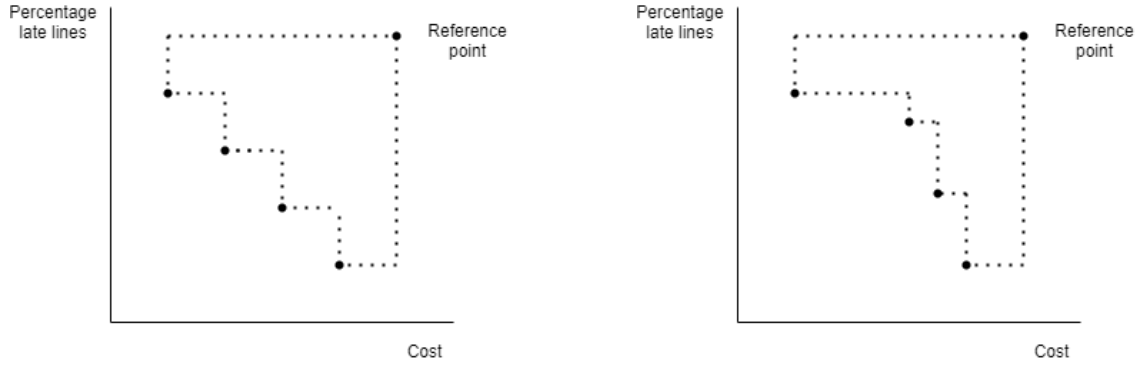 Percentage
late lines
Reference
point
Cost
Percentage
late lines
Reference
point
Cost